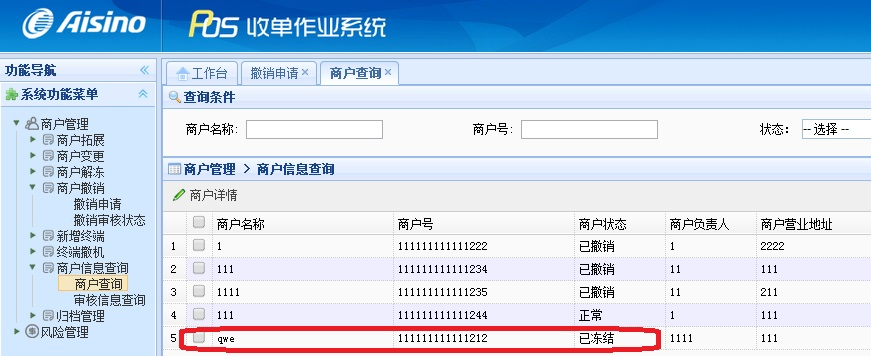 Aisino POS 收单作业系统
功能导航
系统功能菜单
商户管理
商户拓展
商户变更
商户解冻
商户撤销
撤销申请
撤销审核状态
新增终端
终端撤机
商户信息查询
商户查询
审核信息查询
归档管理
风险管理
工作台 撤销申请 商户查询
查询条件
商户名称: 商户号: 状态: -- 选择 --
商户管理 > 商户信息查询
商户详情
商户名称 商户号 商户状态 商户负责人 商户营业地址
1 1 111111111111222 已撤销 1 2222
2 111 111111111111234 已撤销 11 111
3 1111 111111111111235 已撤销 11 211
4 111 111111111111244 正常 1 111
5 qwe 111111111111212 已冻结 1111 111